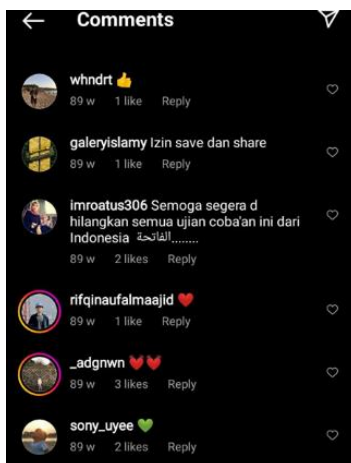 Comments
whndrt 👍
89 w 1 like Reply
galeryislamy Izin save dan share
89 w 1 like Reply
imroatus306 Semoga segera d
hilangkan semua ujian coba'an ini dari
Indonesia الفاتحة........
89 w 2 likes Reply
rifqinaufalmaajid ❤️
89 w 1 like Reply
_adgnwn 💓💓
89 w 3 likes Reply
sony_uyee 💚
89 w 2 likes Reply